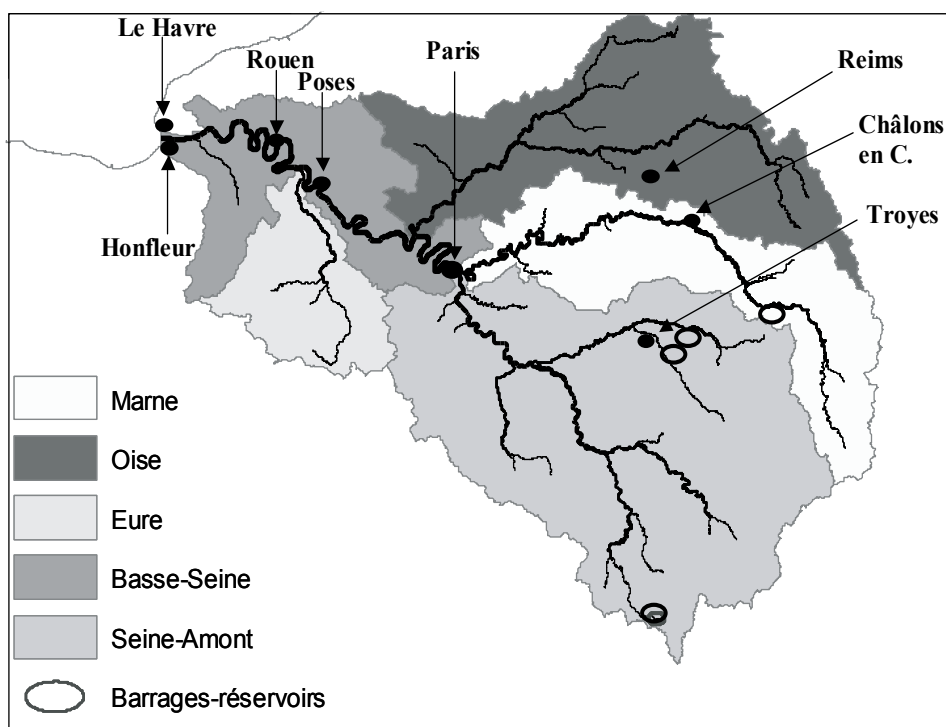 Le Havre
Rouen
Poses
Paris
Reims
Châlons
en C.
Troyes
Honfleur
Marne
Oise
Eure
Basse-Seine
Seine-Amont
Barrages-réservoirs